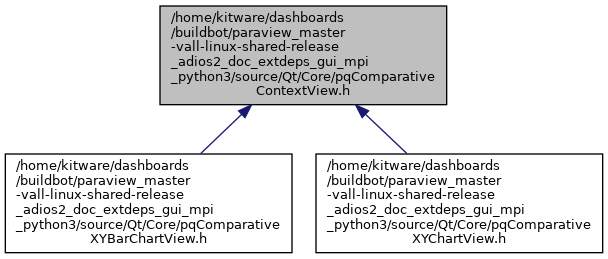 /home/kitware/dashboards
/buildbot/paraview_master
-vall-linux-shared-release
_adios2_doc_extdeps_gui_mpi
_python3/source/Qt/Core/pqComparative
ContextView.h
/home/kitware/dashboards
/buildbot/paraview_master
-vall-linux-shared-release
_adios2_doc_extdeps_gui_mpi
_python3/source/Qt/Core/pqComparative
XYBarChartView.h
/home/kitware/dashboards
/buildbot/paraview_master
-vall-linux-shared-release
_adios2_doc_extdeps_gui_mpi
_python3/source/Qt/Core/pqComparative
XYChartView.h